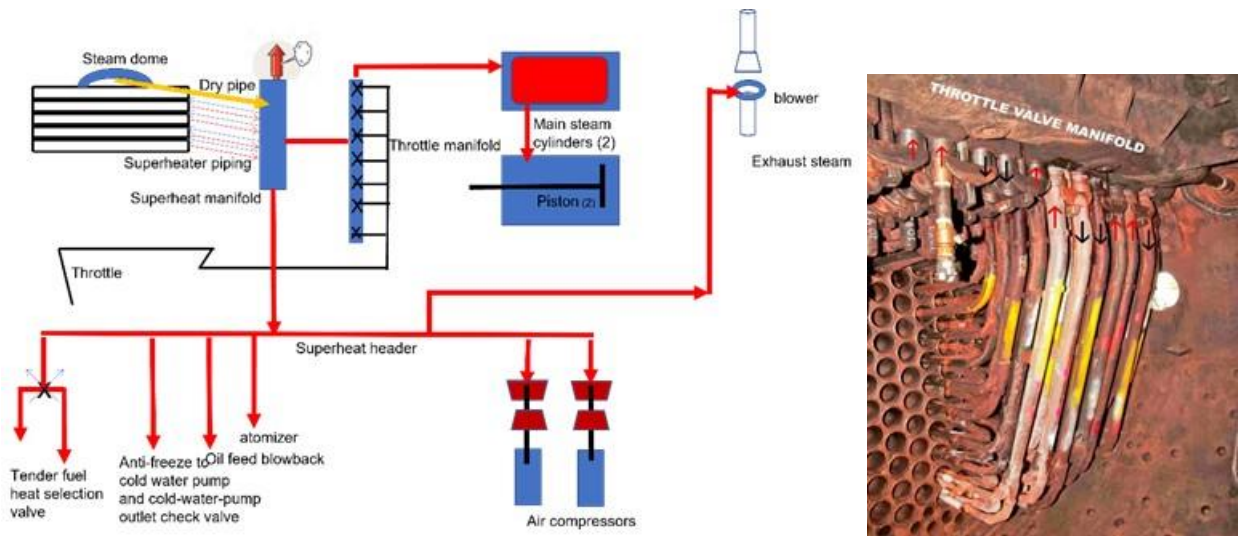 Steam dome
Dry pipe
Superheater piping
Superheat manifold
Throttle manifold
Main steam
cylinders (2)
Piston (2)
blower
Exhaust steam
Throttle
Superheat header
Tender fuel
heat selection
valve
Anti-freeze to
cold water pump
and cold-water-pump
outlet check valve
Oil feed blowback
atomizer
Air compressors
THROTTLE VALVE MANIFOLD